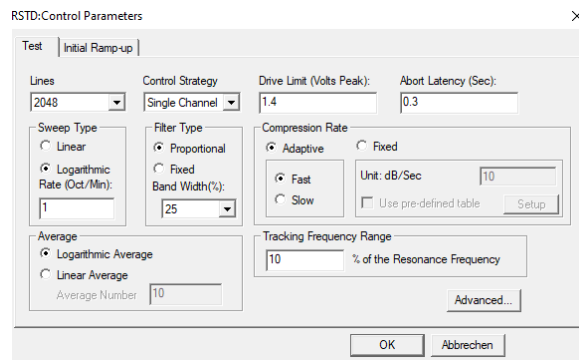 RSTD:Control Parameters
Test
Initial Ramp-up
Lines
Control Strategy
Drive Limit (Volts Peak):
Abort Latency (Sec):
2048
Single Channel
1.4
0.3
Sweep Type
Linear
Logarithmic
Rate (Oct/Min):
1
Filter Type
Proportional
Fixed
Band Width(%):
25
Compression Rate
Adaptive
Fixed
Fast
Slow
Unit: dB/Sec
10
Use pre-defined table
Setup
Average
Logarithmic Average
Linear Average
Average Number
10
Tracking Frequency Range
10
% of the Resonance Frequency
Advanced...
OK
Abbrechen